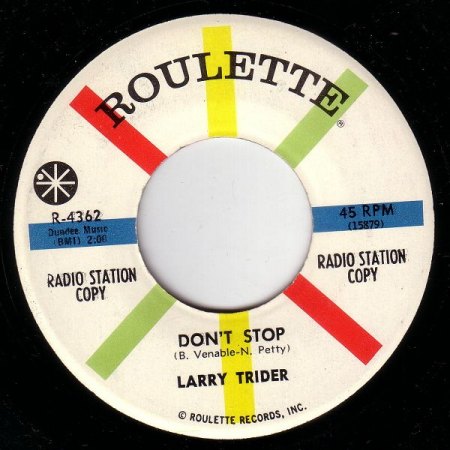 ROULETTE®
R-4362
Dundee Music
(BMI) 2:00
45 RPM
(15879)
RADIO STATION
COPY
RADIO STATION
COPY
DON'T STOP
(B. Venable-N. Petty)
LARRY TRIDER
© ROULETTE RECORDS, INC.